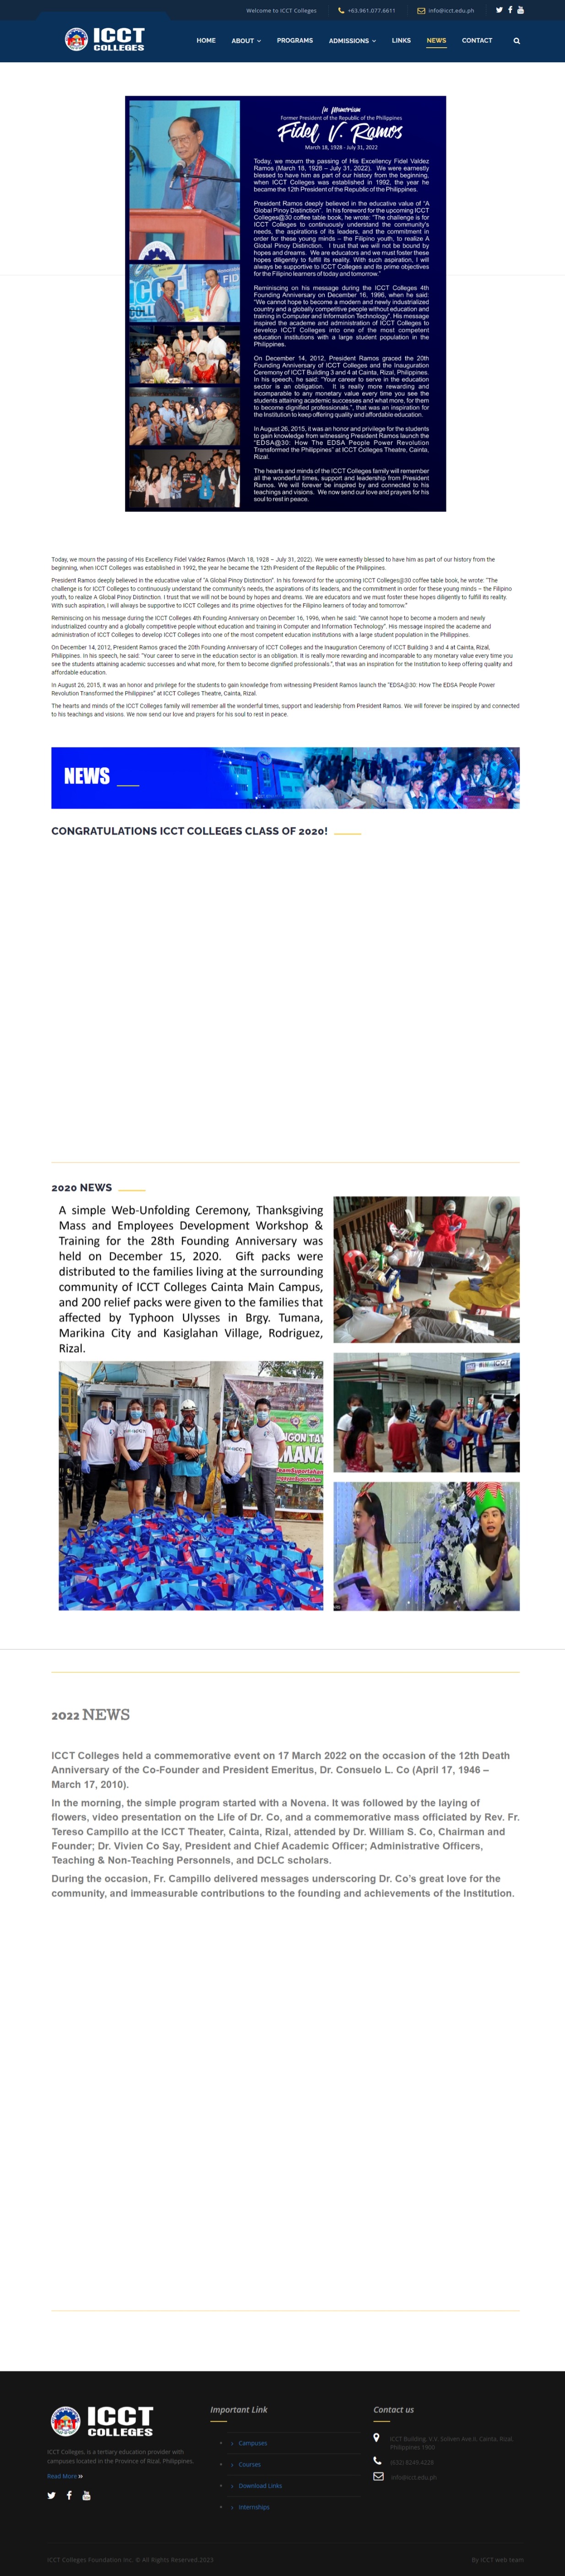 Welcome to ICCT Colleges
+63.961.077.6611
info@icct.edu.ph
ICCT
COLLEGES
HOME
ABOUT
PROGRAMS
ADMISSIONS
LINKS
NEWS
CONTACT
In Memoriam
Former President of the Republic of the Philippines
Fidel V. Ramos
March 18, 1928 - July 31, 2022
Today, we mourn the passing of His Excellency Fidel Valdez
Ramos (March 18, 1928 – July 31, 2022). We were earnestly
blessed to have him as part of our history from the beginning,
when ICCT Colleges was established in 1992, the year he
became the 12th President of the Republic of the Philippines.
President Ramos deeply believed in the educative value of "A
Global Pinoy Distinction". In his foreword for the upcoming ICCT
Colleges@30 coffee table book, he wrote: "The challenge is for
ICCT Colleges to continuously understand the community's
needs, the aspirations of its leaders, and the commitment in
order for these young minds – the Filipino youth, to realize A
Global Pinoy Distinction. I trust that we will not be bound by
hopes and dreams. We are educators and we must foster these
hopes diligently to fulfill its reality. With such aspiration, I will
always be supportive to ICCT Colleges and its prime objectives
for the Filipino learners of today and tomorrow."
Reminiscing on his message during the ICCT Colleges 4th
Founding Anniversary on December 16, 1996, when he said:
"We cannot hope to become a modern and newly industrialized
country and a globally competitive people without education and
training in Computer and Information Technology". His message
inspired the academe and administration of ICCT Colleges to
develop ICCT Colleges into one of the most competent
education institutions with a large student population in the
Philippines.
On December 14, 2012, President Ramos graced the 20th
Founding Anniversary of ICCT Colleges and the Inauguration
Ceremony of ICCT Building 3 and 4 at Cainta, Rizal, Philippines.
In his speech, he said: "Your career to serve in the education
sector is an obligation. It is really more rewarding and
incomparable to any monetary value every time you see the
students attaining academic successes and what more, for them
to become dignified professionals.", that was an inspiration for
the Institution to keep offering quality and affordable education.
In August 26, 2015, it was an honor and privilege for the students
to gain knowledge from witnessing President Ramos launch the
"EDSA@30: How The EDSA People Power Revolution
Transformed the Philippines" at ICCT Colleges Theatre, Cainta,
Rizal.
The hearts and minds of the ICCT Colleges family will remember
all the wonderful times, support and leadership from President
Ramos. We will forever be inspired by and connected to his
teachings and visions. We now send our love and prayers for his
soul to rest in peace.
Today, we mourn the passing of His Excellency Fidel Valdez Ramos (March 18, 1928 – July 31, 2022). We were earnestly blessed to have him as part of our history from the
beginning, when ICCT Colleges was established in 1992, the year he became the 12th President of the Republic of the Philippines.
President Ramos deeply believed in the educative value of "A Global Pinoy Distinction". In his foreword for the upcoming ICCT Colleges@30 coffee table book, he wrote: "The
challenge is for ICCT Colleges to continuously understand the community's needs, the aspirations of its leaders, and the commitment in order for these young minds – the Filipino
youth, to realize A Global Pinoy Distinction. I trust that we will not be bound by hopes and dreams. We are educators and we must foster these hopes diligently to fulfill its reality.
With such aspiration, I will always be supportive to ICCT Colleges and its prime objectives for the Filipino learners of today and tomorrow."
Reminiscing on his message during the ICCT Colleges 4th Founding Anniversary on December 16, 1996, when he said: "We cannot hope to become a modern and newly
industrialized country and a globally competitive people without education and training in Computer and Information Technology". His message inspired the academe and
administration of ICCT Colleges to develop ICCT Colleges into one of the most competent education institutions with a large student population in the Philippines.
On December 14, 2012, President Ramos graced the 20th Founding Anniversary of ICCT Colleges and the Inauguration Ceremony of ICCT Building 3 and 4 at Cainta, Rizal,
Philippines. In his speech, he said: "Your career to serve in the education sector is an obligation. It is really more rewarding and incomparable to any monetary value every time you
see the students attaining academic successes and what more, for them to become dignified professionals.", that was an inspiration for the Institution to keep offering quality and
affordable education.
In August 26, 2015, it was an honor and privilege for the students to gain knowledge from witnessing President Ramos launch the "EDSA@30: How The EDSA People Power
Revolution Transformed the Philippines" at ICCT Colleges Theatre, Cainta, Rizal.
The hearts and minds of the ICCT Colleges family will remember all the wonderful times, support and leadership from President Ramos. We will forever be inspired by and connected
to his teachings and visions. We now send our love and prayers for his soul to rest in peace.
NEWS
CONGRATULATIONS ICCT COLLEGES CLASS OF 2020!
2020 NEWS
A simple Web-Unfolding Ceremony, Thanksgiving
Mass and Employees Development Workshop &
Training for the 28th Founding Anniversary was
held on December 15, 2020. Gift packs were
distributed to the families living at the surrounding
community of ICCT Colleges Cainta Main Campus,
and 200 relief packs were given to the families that
affected by Typhoon Ulysses in Brgy. Tumana,
Marikina City and Kasiglahan Village, Rodriguez,
Rizal.
2022 NEWS
ICCT Colleges held a commemorative event on 17 March 2022 on the occasion of the 12th Death
Anniversary of the Co-Founder and President Emeritus, Dr. Consuelo L. Co (April 17, 1946 –
March 17, 2010).
In the morning, the simple program started with a Novena. It was followed by the laying of
flowers, video presentation on the Life of Dr. Co, and a commemorative mass officiated by Rev. Fr.
Tereso Campillo at the ICCT Theater, Cainta, Rizal, attended by Dr. William S. Co, Chairman and
Founder; Dr. Vivien Co Say, President and Chief Academic Officer; Administrative Officers,
Teaching & Non-Teaching Personnels, and DCLC scholars.
During the occasion, Fr. Campillo delivered messages underscoring Dr. Co's great love for the
community, and immeasurable contributions to the founding and achievements of the Institution.
ICCT
COLLEGES
ICCT Colleges, is a tertiary education provider with
campuses located in the Province of Rizal, Philippines.
Read More »
Important Link
Campuses
Courses
Download Links
Internships
Contact us
ICCT Building, V.V. Soliven Ave.II, Cainta, Rizal,
Philippines 1900
(632) 8249.4228
info@icct.edu.ph
ICCT Colleges Foundation Inc. © All Rights Reserved 2023
By ICCT web team